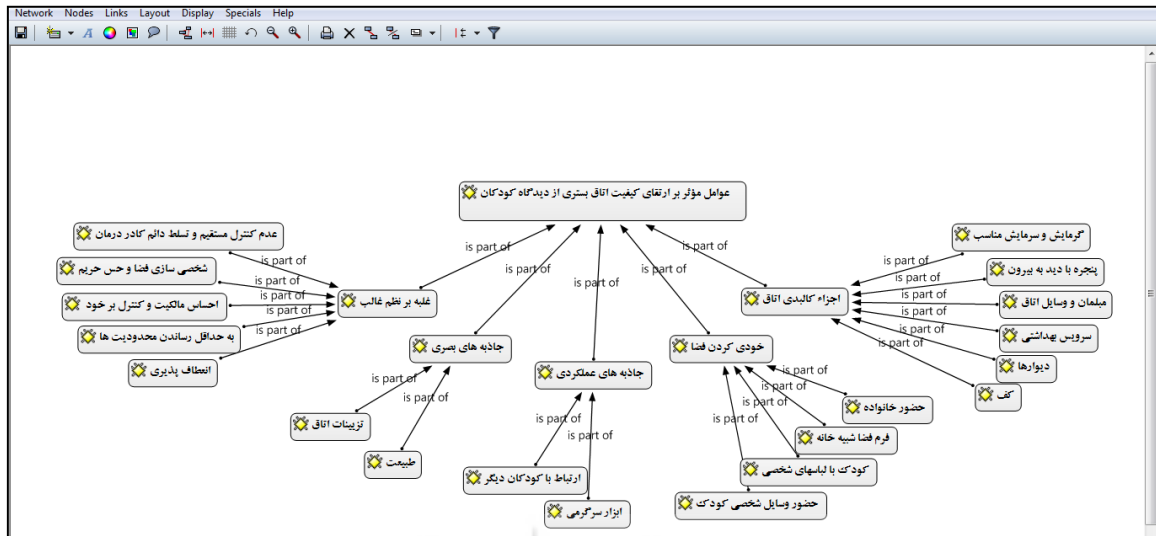 Network Nodes Links Layout Display Specials Help
عوامل مؤثر بر ارتقای کیفیت اتاق بستری از دیدگاه کودکان
is part of
is part of
is part of
is part of
is part of
غلبه بر نظم غالب
عدم کنترل مستقیم و تسلط دائم کادر درمان
is part of
شخصی سازی فضا و حس حریم
is part of
احساس مالکیت و کنترل بر خود
is part of
به حداقل رساندن محدودیت ها
is part of
انعطاف پذیری
is part of
جاذبه های بصری
is part of
تزیینات اتاق
is part of
طبیعت
جاذبه های عملکردی
is part of
ارتباط با کودکان دیگر
is part of
ابزار سرگرمی
خودی کردن فضا
is part of
حضور خانواده
is part of
فرم فضا شبیه خانه
is part of
کودک با لباسهای شخصی
is part of
حضور وسایل شخصی کودک
اجزاء کالبدی اتاق
is part of
گرمایش و سرمایش مناسب
is part of
پنجره با دید به بیرون
is part of
مبلمان و وسایل اتاق
is part of
سرویس بهداشتی
is part of
دیوارها
is part of
کف